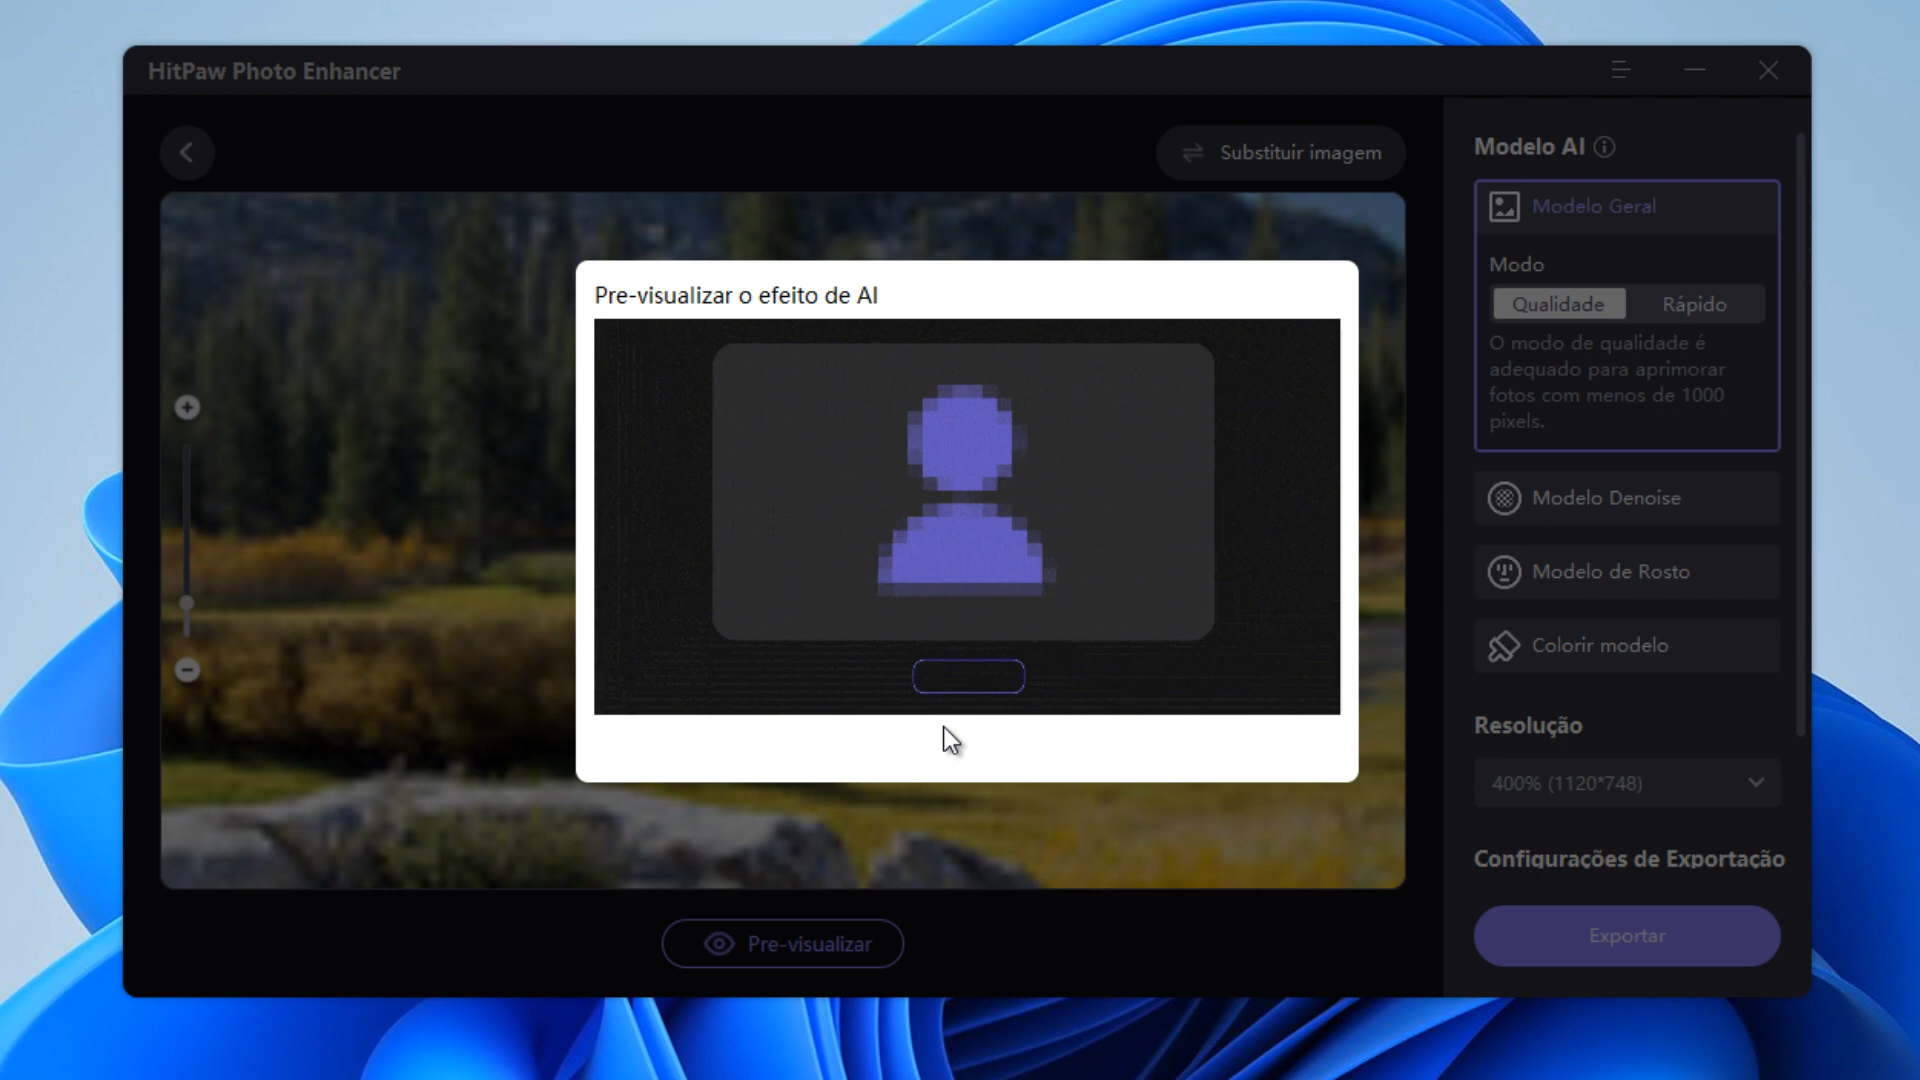 HitPaw Photo Enhancer
Substituir imagem
Pre-visualizar o efeito de AI
Pre-visualizar
Modelo AI
Modelo Geral
Modo
Qualidade Rápido
O modo de qualidade é
adequado para aprimorar
fotos com menos de 1000
pixels.
Modelo Denoise
Modelo de Rosto
Colorir modelo
Resolução
400% (1120*748)
Configurações de Exportação
Exportar